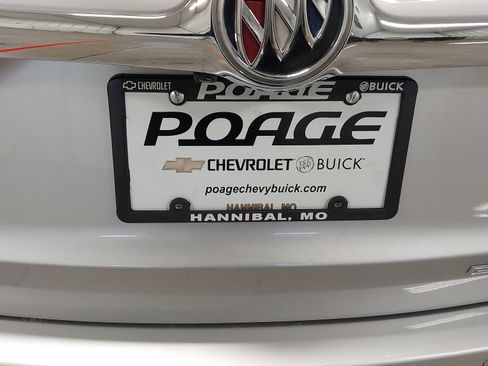 CHEVROLET POAGE BUICK
POAGE
CHEVROLET BUICK
poagechevybuick.com
HANNIBAL, MO
HANNIBAL, MO